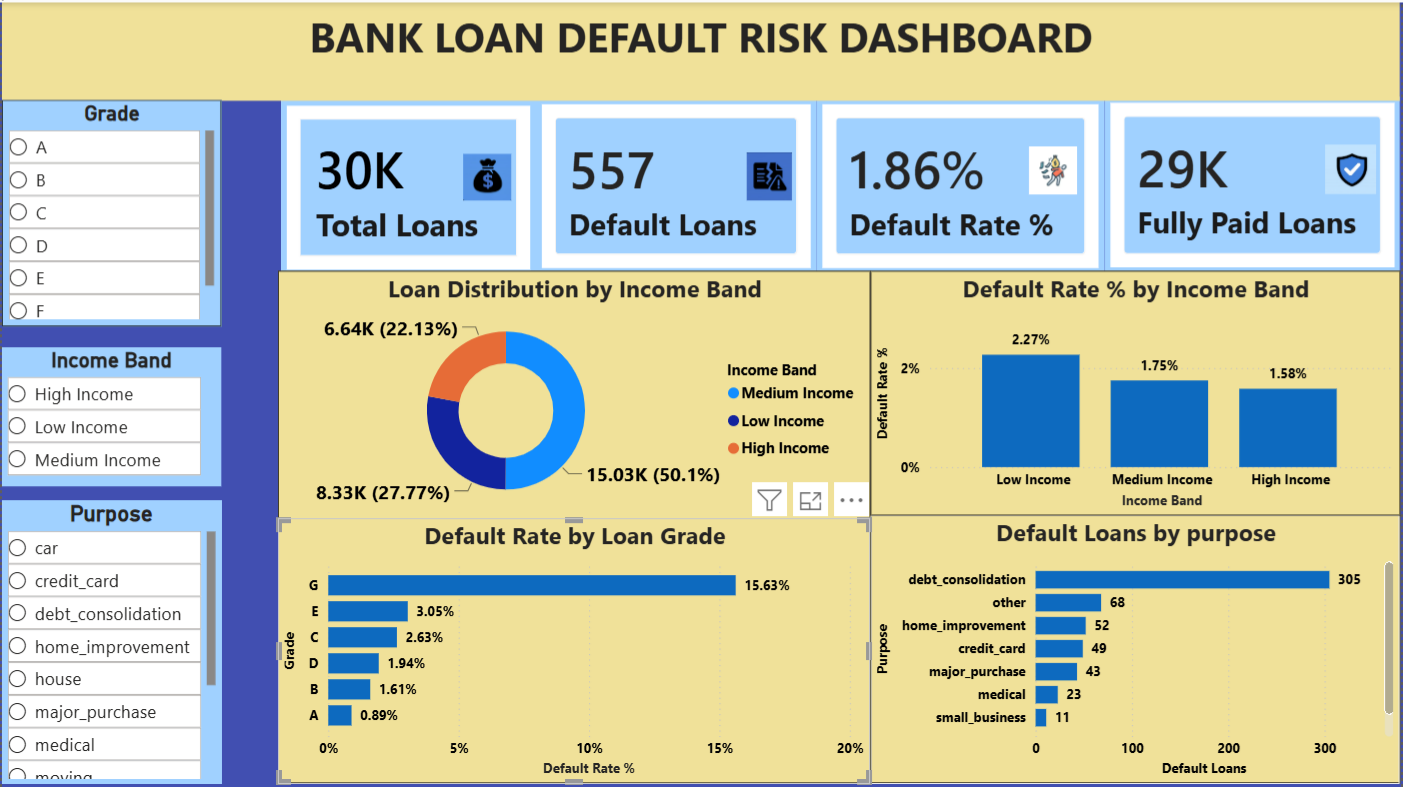 BANK LOAN DEFAULT RISK DASHBOARD
Grade
A
B
C
D
E
F
Income Band
High Income
Low Income
Medium Income
Purpose
car
credit_card
debt_consolidation
home_improvement
house
major_purchase
medical
moving
30K
Total Loans
557
Default Loans
1.86%
Default Rate %
29K
Fully Paid Loans
Loan Distribution by Income Band
6.64K (22.13%)
8.33K (27.77%)
15.03K (50.1%)
Income Band
Medium Income
Low Income
High Income
Default Rate % by Income Band
Default Rate %
2%
0%
2.27%
1.75%
1.58%
Low Income
Medium Income
High Income
Income Band
Default Rate by Loan Grade
Grade
G 15.63%
E 3.05%
C 2.63%
D 1.94%
B 1.61%
A 0.89%
0% 5% 10% 15% 20%
Default Rate %
Default Loans by purpose
Purpose
debt_consolidation 305
other 68
home_improvement 52
credit_card 49
major_purchase 43
medical 23
small_business 11
0 100 200 300
Default Loans